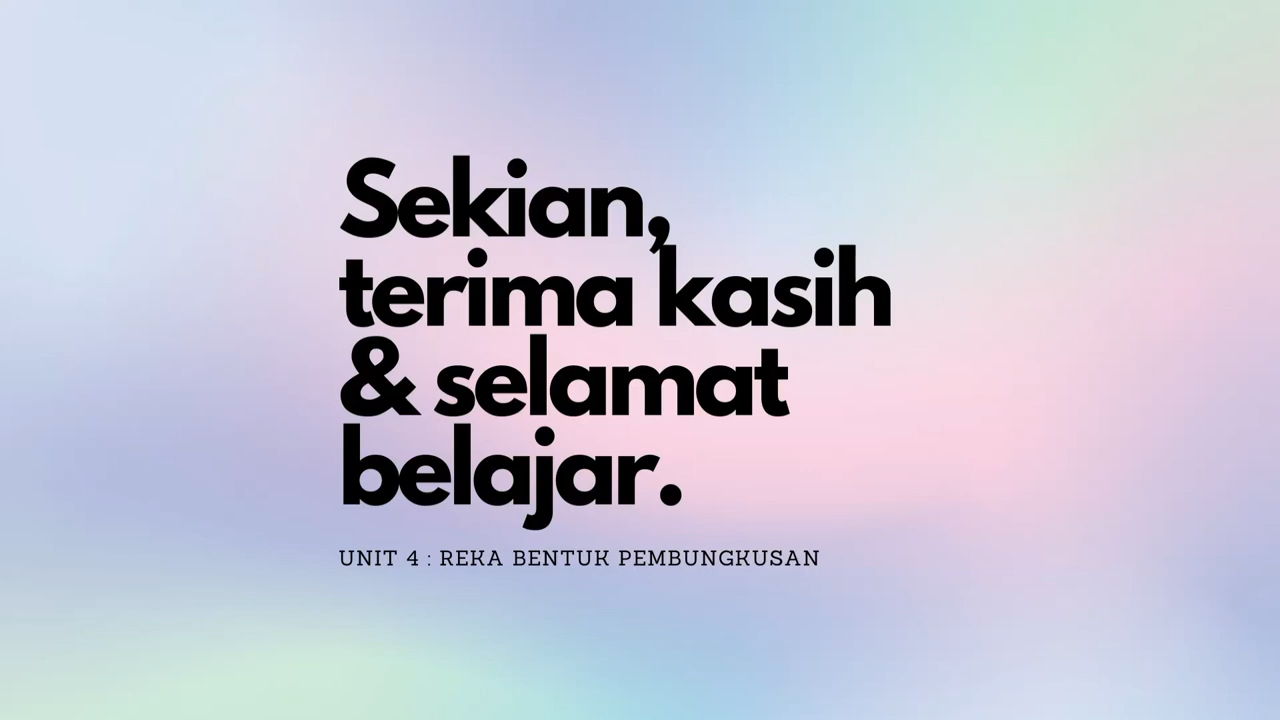 Sekian,
terima kasih
& selamat
belajar.
UNIT 4 : REKA BENTUK PEMBUNGKUSAN